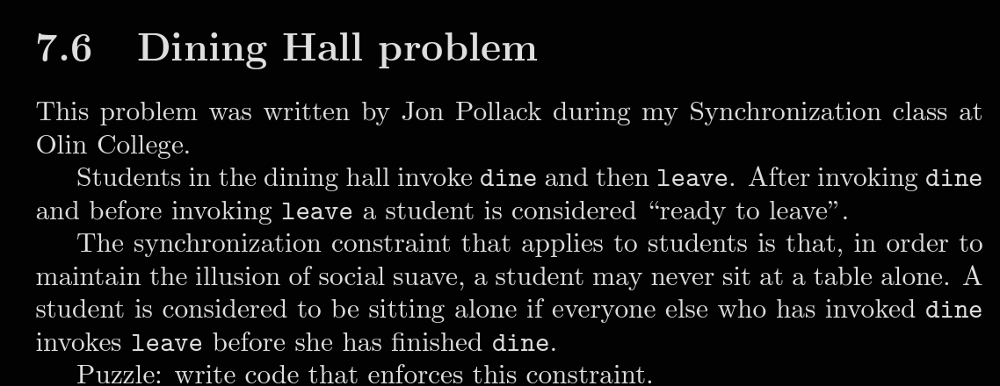 7.6 Dining Hall problem
This problem was written by Jon Pollack during my Synchronization class at
Olin College.
Students in the dining hall invoke dine and then leave. After invoking dine
and before invoking leave a student is considered “ready to leave”.
The synchronization constraint that applies to students is that, in order to
maintain the illusion of social suave, a student may never sit at a table alone. A
student is considered to be sitting alone if everyone else who has invoked dine
invokes leave before she has finished dine.
Puzzle: write code that enforces this constraint.